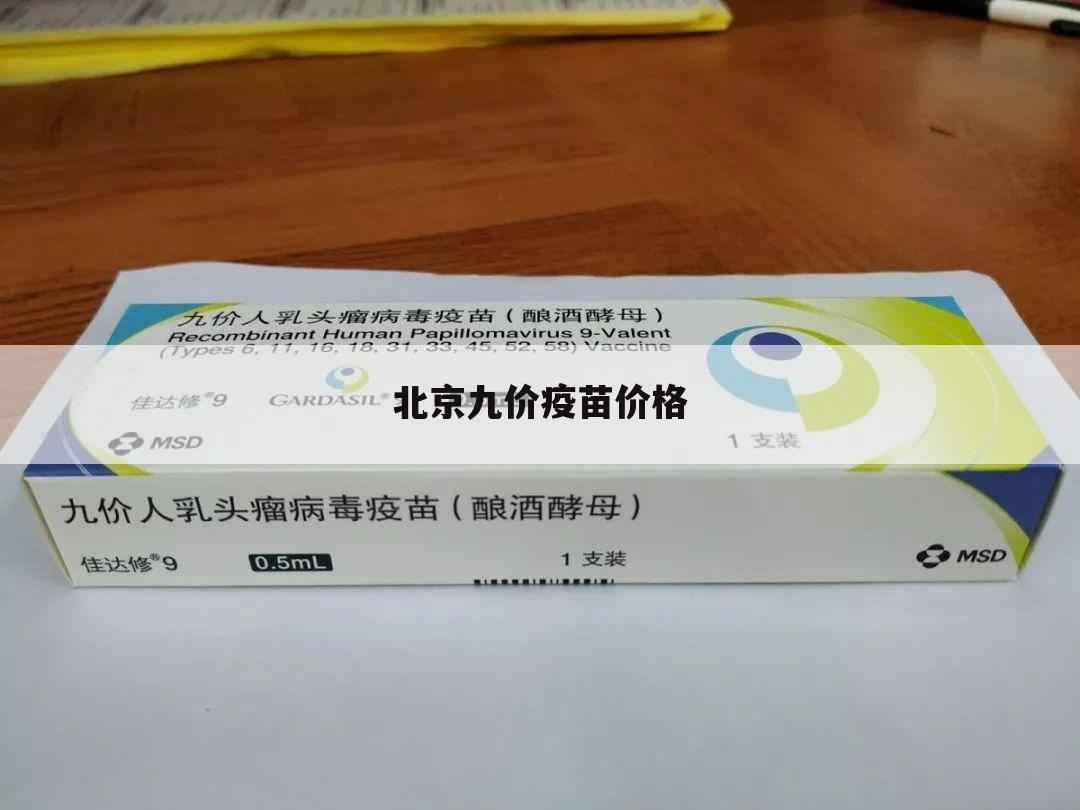 九价人乳头瘤病毒疫苗（酿酒酵母）
Recombinant Human Papillomavirus 9-Valent
(Types 6, 11, 16, 18, 31, 33, 45, 52, 58) Vaccine
佳达修®9 GARDASIL®
北京九价疫苗价格
MSD 1 支装
九价人乳头瘤病毒疫苗（酿酒酵母）
佳达修®9 0.5mL 1 支装 MSD